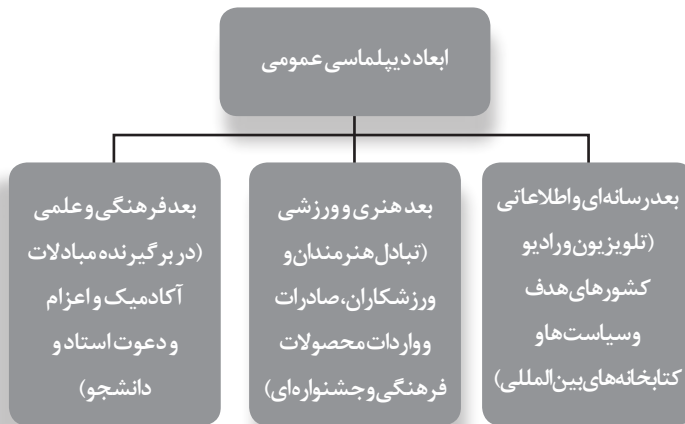 ابعاد دیپلماسی عمومی
بعد رسانه‌ای و اطلاعاتی
(تلویزیون و رادیو
کشورهای هدف
و سیاست‌ها و
کتابخانه‌های بین‌المللی)
بعد هنری و ورزشی
(تبادل هنرمندان و
ورزشکاران، صادرات
و واردات محصولات
فرهنگی و جشنواره‌ای)
بعد فرهنگی و علمی
(در برگیرنده مبادلات
آکادمیک و اعزام
و دعوت استاد و
دانشجو)